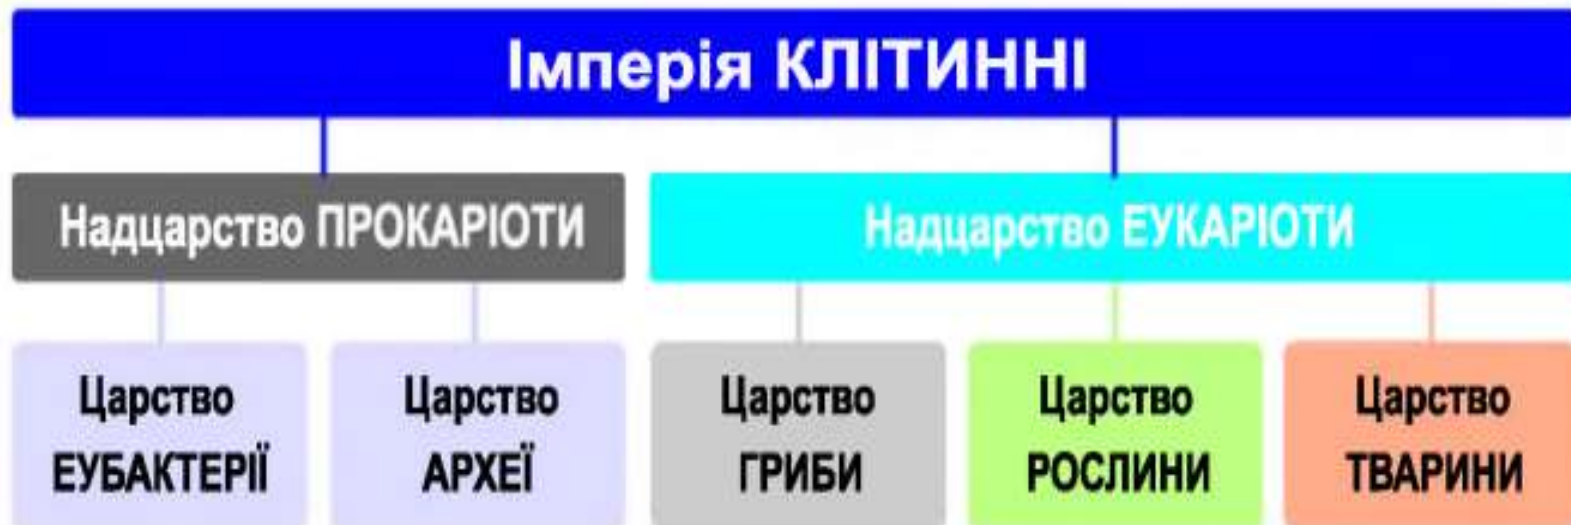 Імперія КЛІТИННІ
Надцарство ПРОКАРІОТИ
Надцарство ЕУКАРІОТИ
Царство
ЕУБАКТЕРІЇ
Царство
АРХЕЇ
Царство
ГРИБИ
Царство
РОСЛИНИ
Царство
ТВАРИНИ